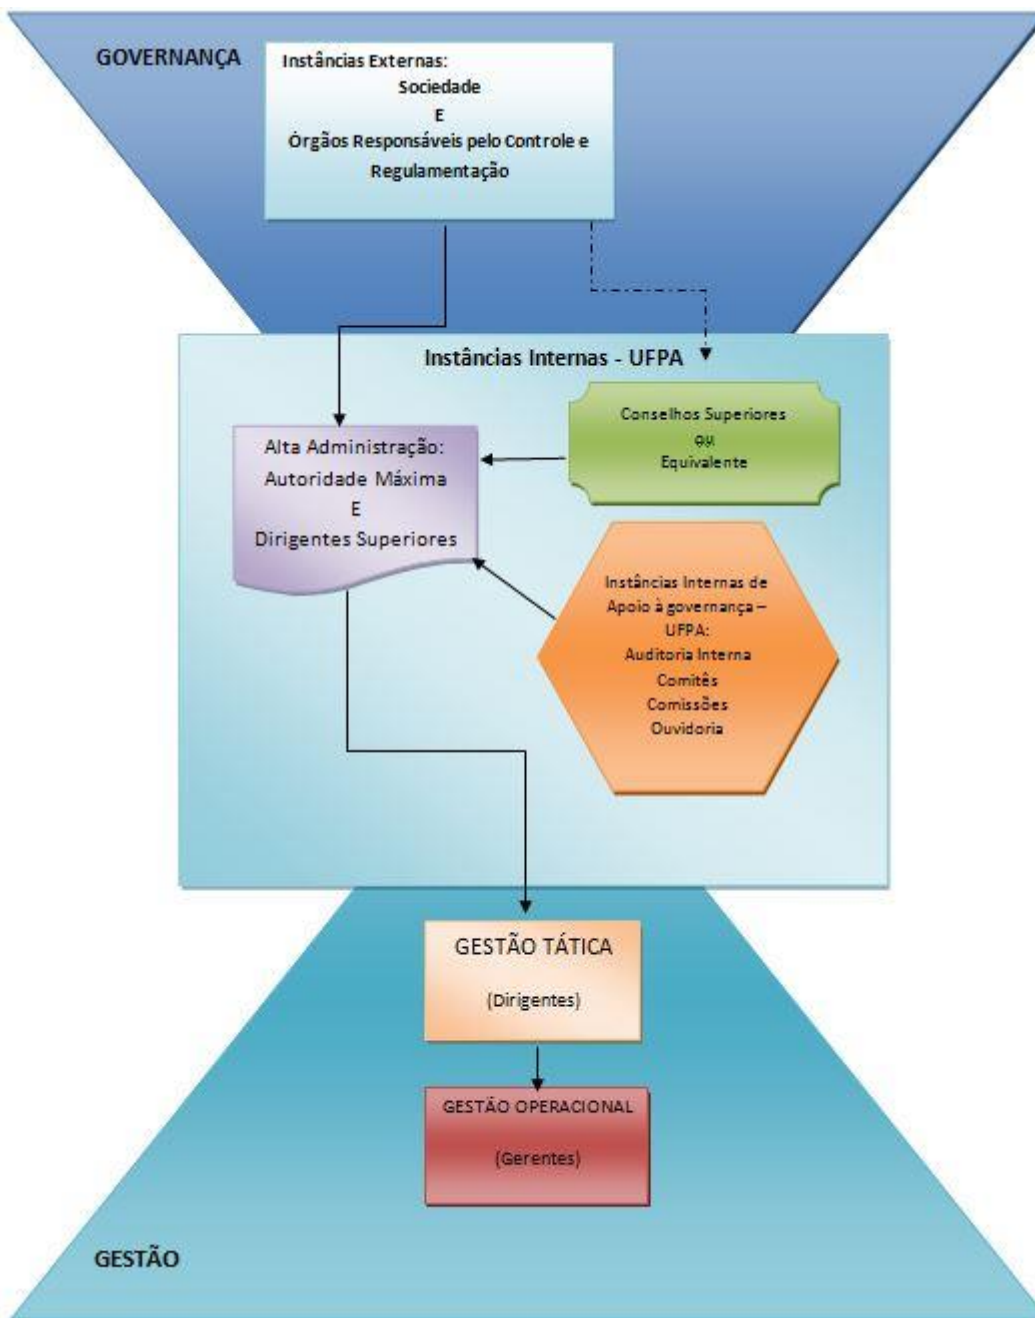 GOVERNANÇA
Instâncias Externas:
Sociedade
E
Órgãos Responsáveis pelo Controle e
Regulamentação
Instâncias Internas - UFPA
Conselhos Superiores
ou
Equivalente
Alta Administração:
Autoridade Máxima
E
Dirigentes Superiores
Instâncias Internas de
Apoio à governança –
UFPA:
Auditoria Interna
Comitês
Comissões
Ouvidoria
GESTÃO TÁTICA
(Dirigentes)
GESTÃO OPERACIONAL
(Gerentes)
GESTÃO